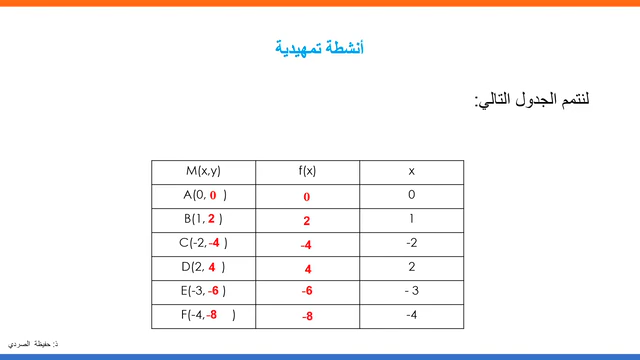 أنشطة تمهيدية
لنتمم الجدول التالي:
M(x,y) f(x) x
A(0, 0 ) 0 0
B(1, 2 ) 2 1
C(-2, -4 ) -4 -2
D(2, 4 ) 4 2
E(-3, -6 ) -6 - 3
F(-4, -8 ) -8 -4
ذ: حفيظة الصردي